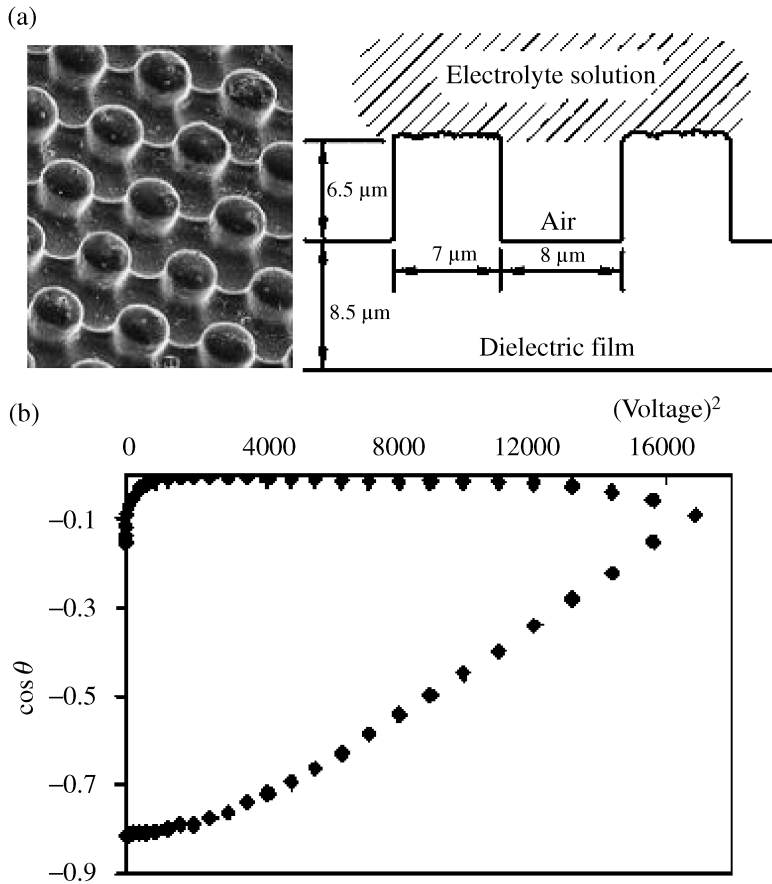 (a)
Electrolyte solution
6.5 µm
Air
7 µm
8 µm
8.5 µm
Dielectric film
(b)
(Voltage)²
0 4000 8000 12000 16000
−0.1
−0.3
−0.5
−0.7
−0.9
cos θ